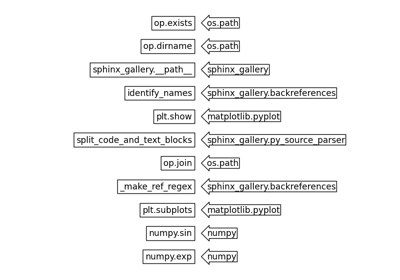 op.exists os.path
op.dirname os.path
sphinx_gallery.__path__ sphinx_gallery
identify_names sphinx_gallery.backreferences
plt.show matplotlib.pyplot
split_code_and_text_blocks sphinx_gallery.py_source_parser
op.join os.path
_make_ref_regex sphinx_gallery.backreferences
plt.subplots matplotlib.pyplot
numpy.sin numpy
numpy.exp numpy